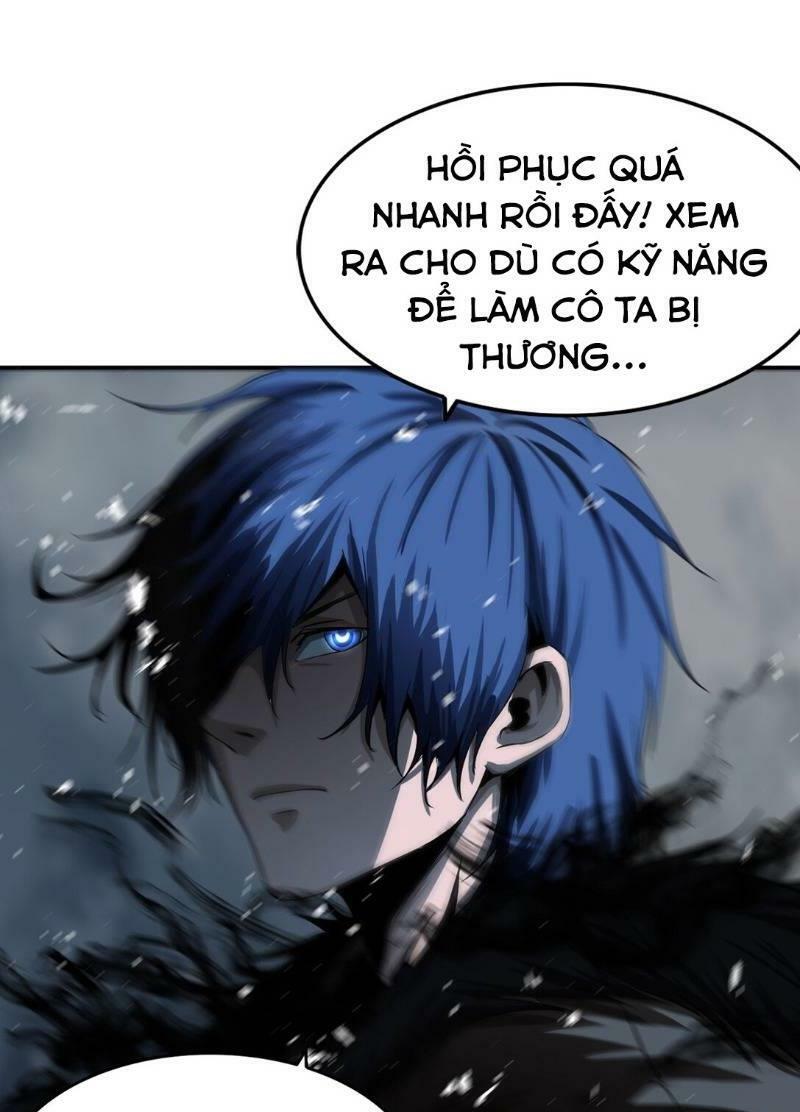 HỒI PHỤC QUÁ
NHANH RỒI ĐẤY! XEM
RA CHO DÙ CÓ KỸ NĂNG
ĐỂ LÀM CÔ TA BỊ
THƯƠNG...